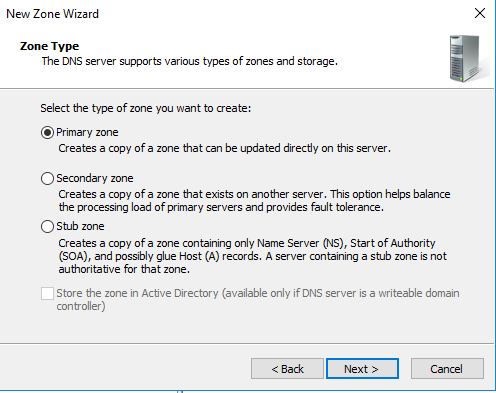 New Zone Wizard
Zone Type
The DNS server supports various types of zones and storage.
Select the type of zone you want to create:
Primary zone
Creates a copy of a zone that can be updated directly on this server.
Secondary zone
Creates a copy of a zone that exists on another server. This option helps balance
the processing load of primary servers and provides fault tolerance.
Stub zone
Creates a copy of a zone containing only Name Server (NS), Start of Authority
(SOA), and possibly glue Host (A) records. A server containing a stub zone is not
authoritative for that zone.
Store the zone in Active Directory (available only if DNS server is a writeable domain
controller)
< Back
Next >
Cancel